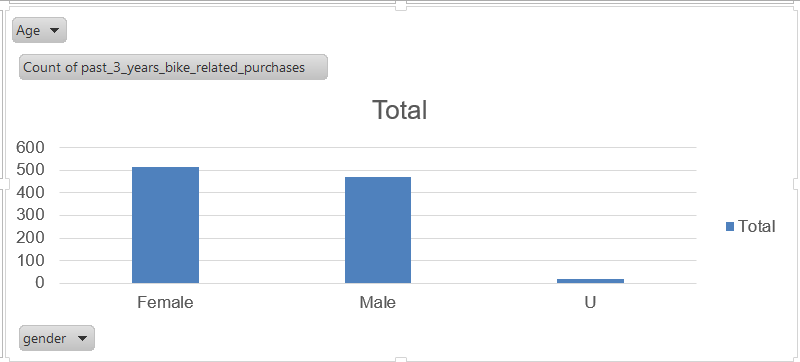 Age
Count of past_3_years_bike_related_purchases
Total
600
500
400
300
200
100
0
Female Male U
Total
gender